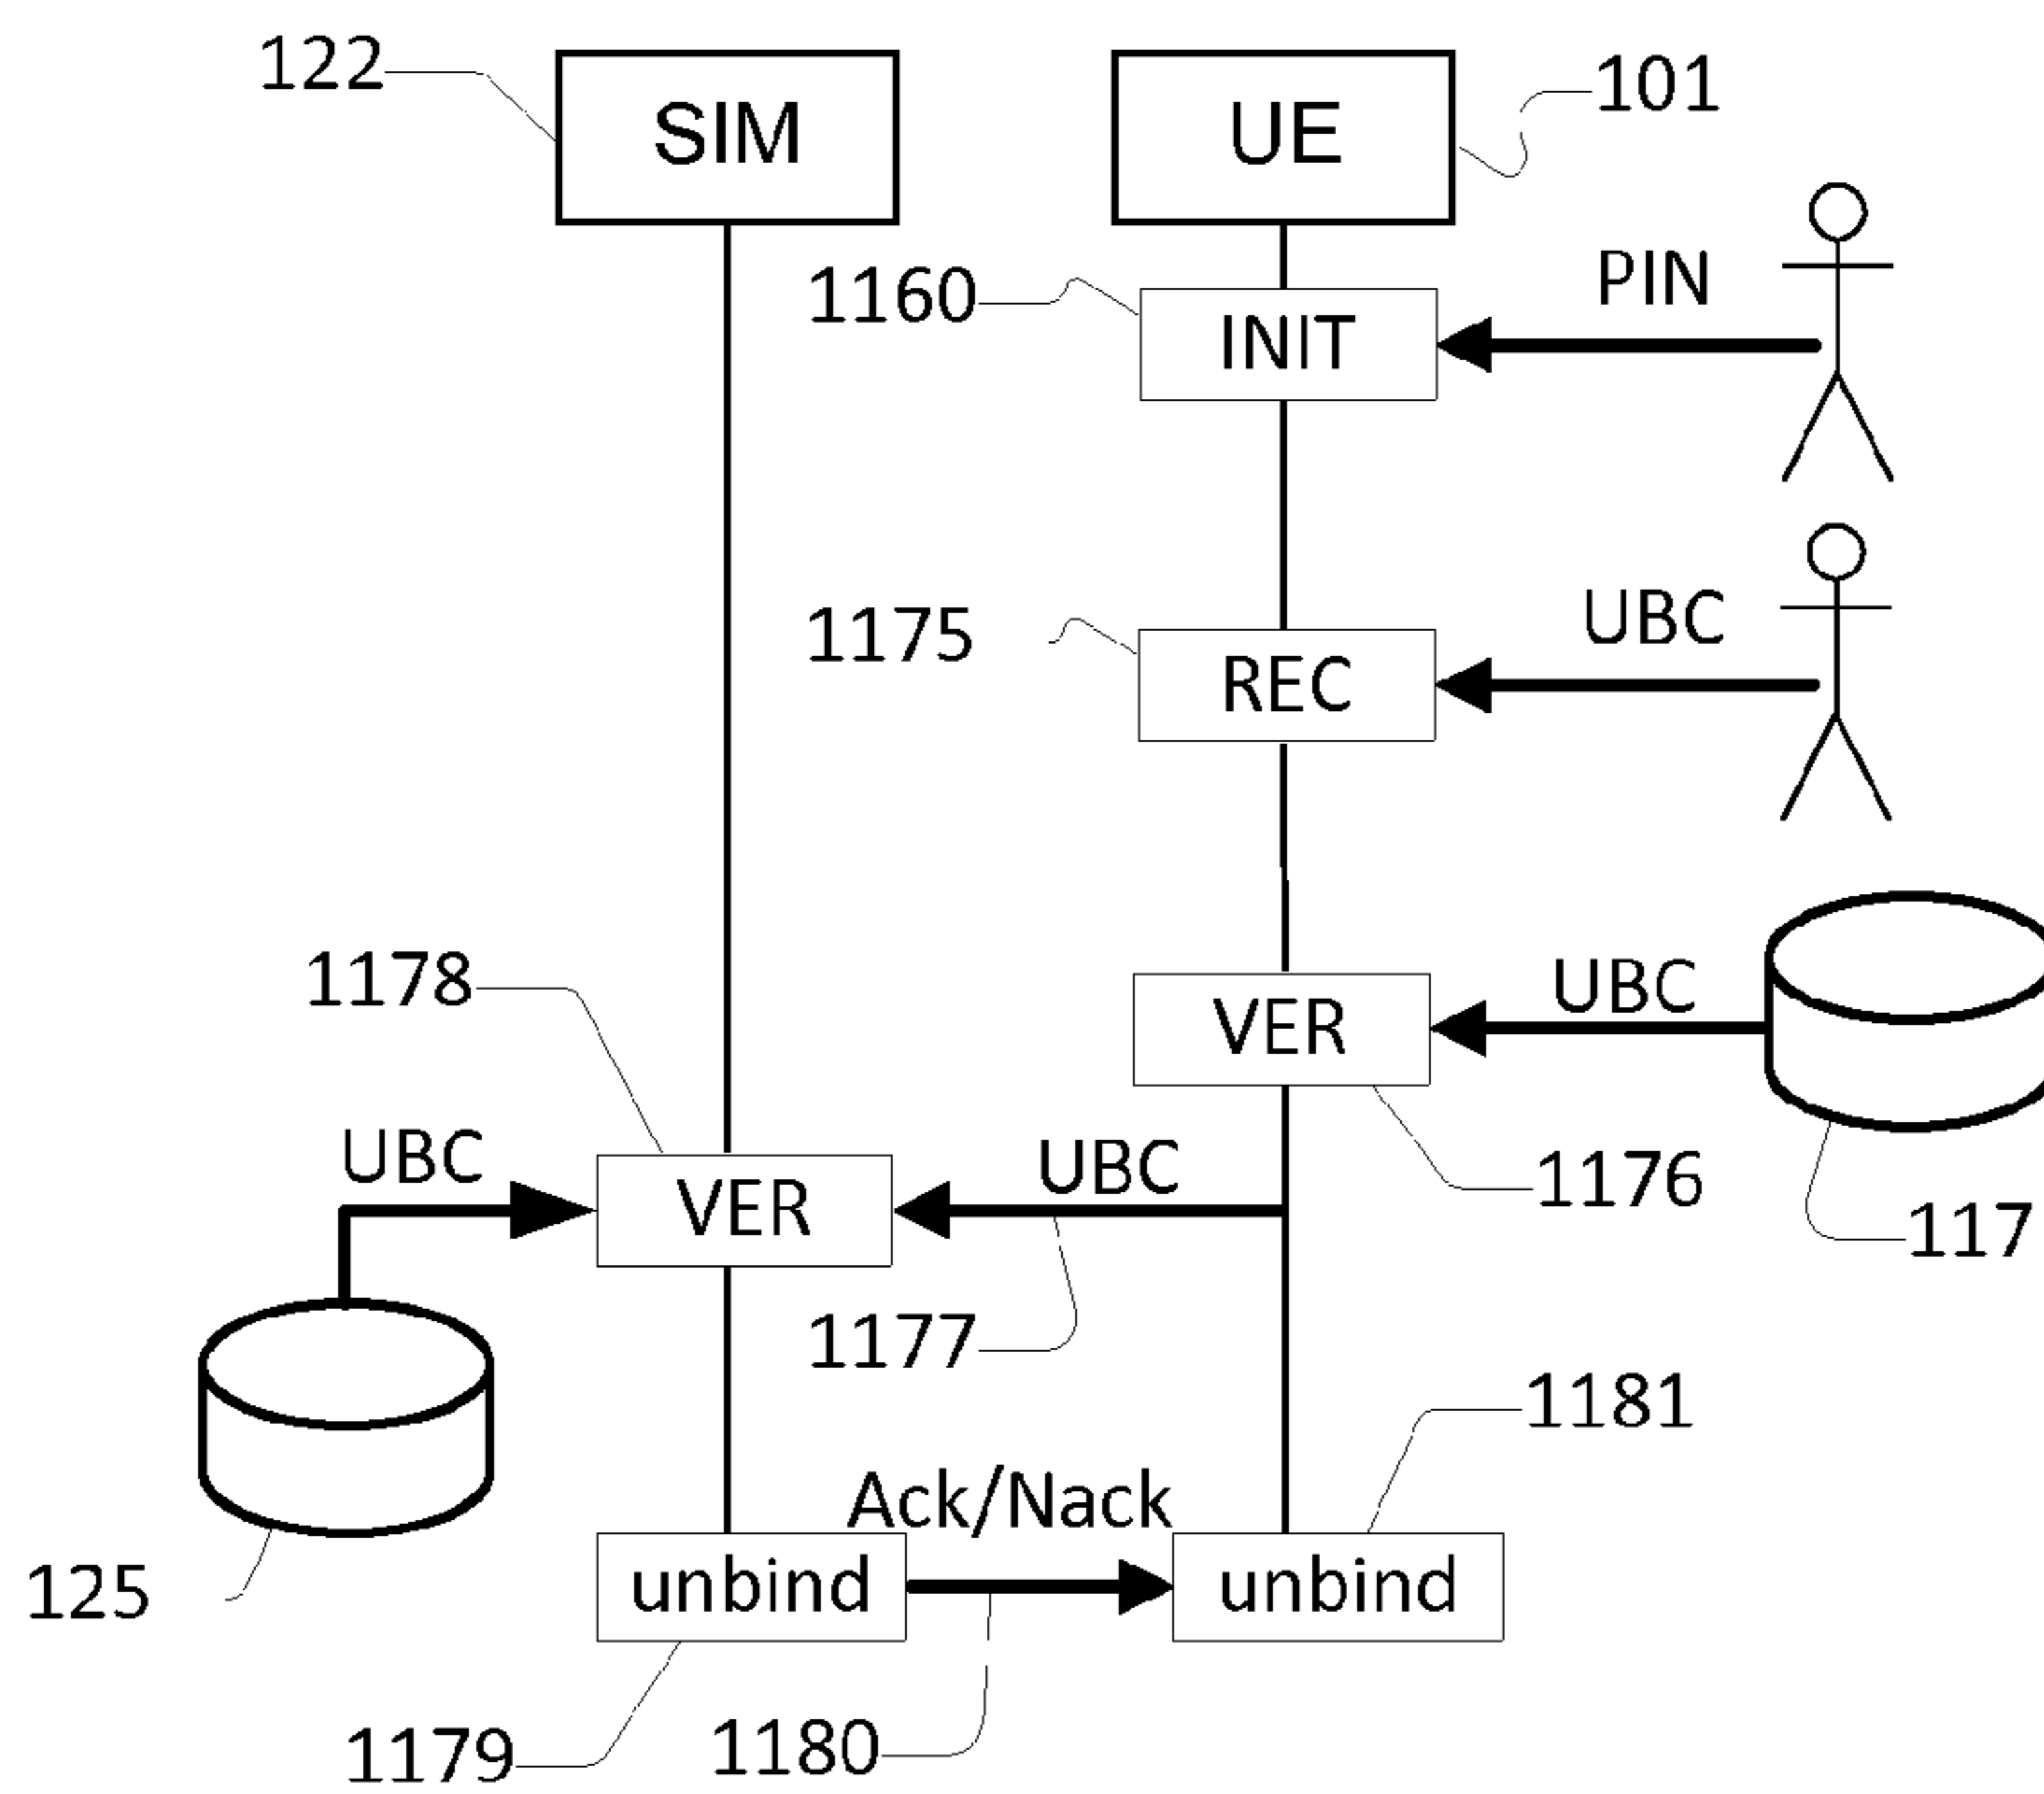 122
SIM
UE
101
1160
INIT
PIN
1175
REC
UBC
1178
VER
UBC
1176
117
UBC
VER
UBC
1177
1181
Ack/Nack
125
unbind
unbind
1179
1180